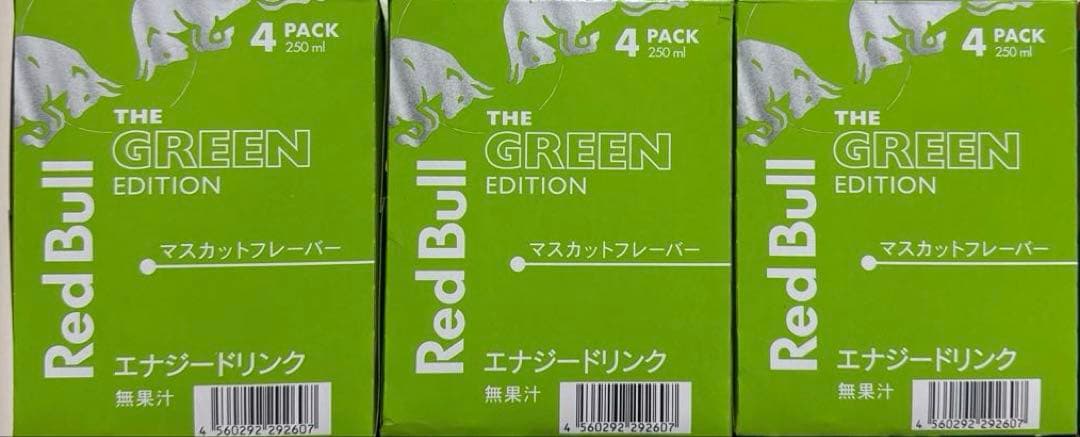 4 PACK
250 ml
THE
GREEN
EDITION
Red Bull
マスカットフレーバー
エナジードリンク
無果汁
4 560292 292607
4 PACK
250 ml
THE
GREEN
EDITION
Red Bull
マスカットフレーバー
エナジードリンク
無果汁
4 560292 292607
4 PACK
250 ml
THE
GREEN
EDITION
Red Bull
マスカットフレーバー
エナジードリンク
無果汁
4 560292 292607